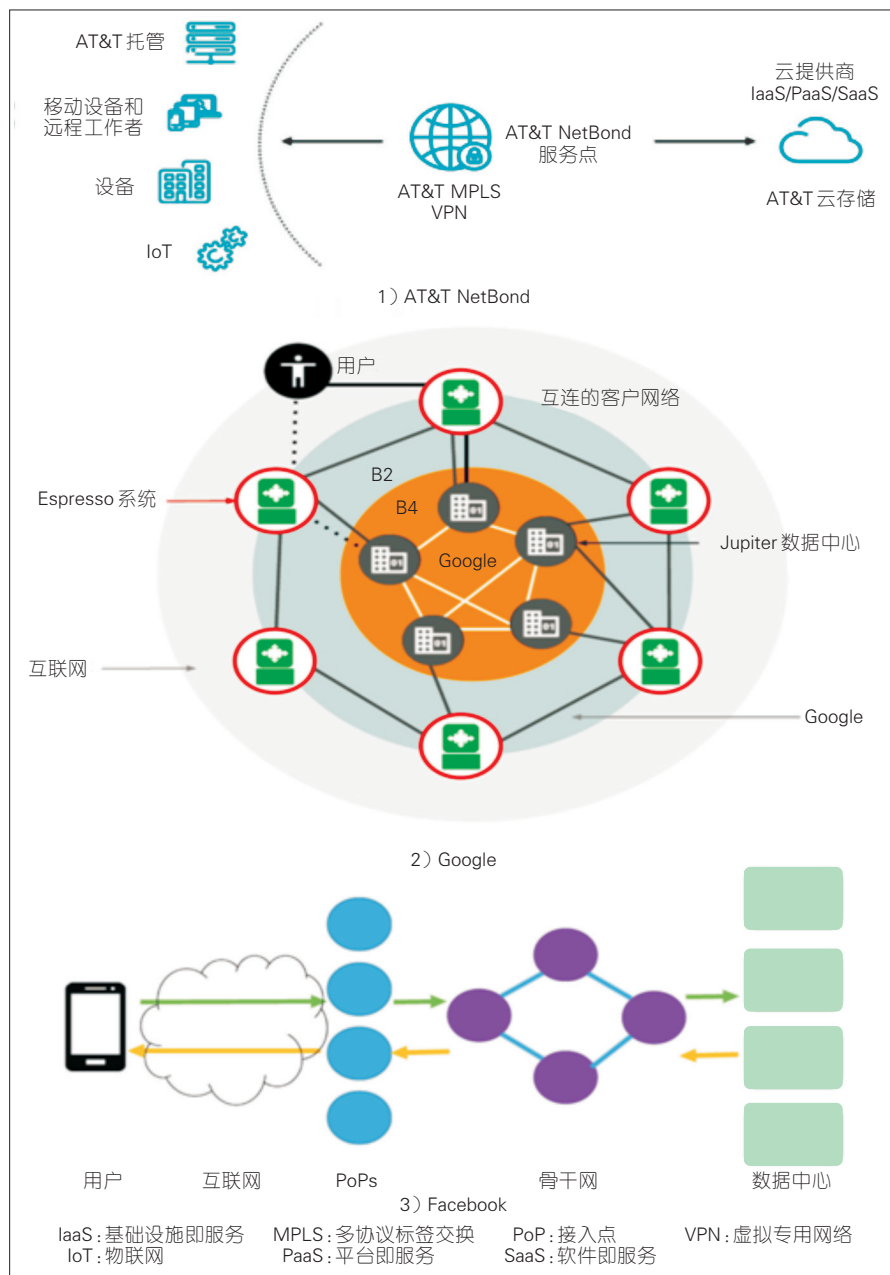 AT&T 托管
移动设备和
远程工作者
设备
IoT
AT&T MPLS
VPN
AT&T NetBond
服务点
云提供商
IaaS/PaaS/SaaS
AT&T 云存储
1）AT&T NetBond
用户
互连的客户网络
B2
B4
Google
Espresso 系统
Jupiter 数据中心
互联网
Google
2）Google
用户
互联网
PoPs
骨干网
数据中心
3）Facebook
IaaS：基础设施即服务 MPLS：多协议标签交换 PoP：接入点 VPN：虚拟专用网络
IoT：物联网 PaaS：平台即服务 SaaS：软件即服务